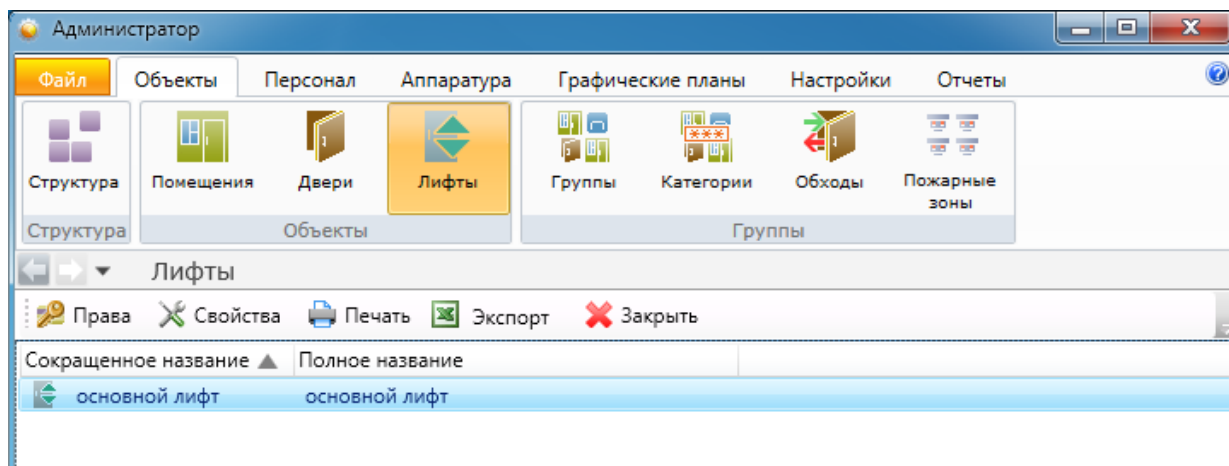 Администратор
Файл Объекты Персонал Аппаратура Графические планы Настройки Отчеты
Структура Помещения Двери Лифты Группы Категории Обходы Пожарные зоны
Структура Объекты Группы
Лифты
Права Свойства Печать Экспорт Закрыть
Сокращенное название Полное название
основной лифт основной лифт